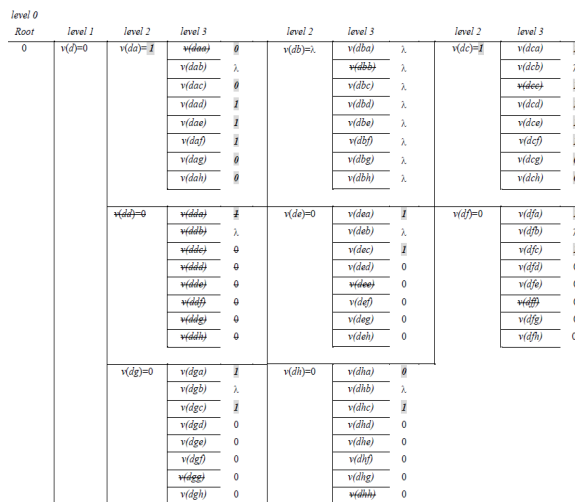 level 0
Root level 1 level 2 level 3 level 2 level 3 level 2 level 3
0 v(d)=0 v(da)=1 v(daa) 0 v(db)=λ v(dba) λ v(dc)=1 v(dca)
v(dab) λ v(dbb) λ v(dcb) λ
v(dac) 0 v(dbc) λ v(dcc)
v(dad) 1 v(dbd) λ v(dcd)
v(dae) 1 v(dbe) λ v(dce)
v(daf) 1 v(dbf) λ v(dcf)
v(dag) 0 v(dbg) λ v(dcg)
v(dah) 0 v(dbh) λ v(dch)
v(dd)=0 v(dda) 1 v(de)=0 v(dea) 1 v(df)=0 v(dfa)
v(ddb) λ v(deb) λ v(dfb)
v(ddc) 0 v(dec) 1 v(dfc)
v(ddd) 0 v(ded) 0 v(dfd) 0
v(dde) 0 v(dee) 0 v(dfe) 0
v(ddf) 0 v(def) 0 v(dff) 0
v(ddg) 0 v(deg) 0 v(dfg) 0
v(ddh) 0 v(deh) 0 v(dfh) 0
v(dg)=0 v(dga) 1 v(dh)=0 v(dha) 0
v(dgb) λ v(dhb) λ
v(dgc) 1 v(dhc) 1
v(dgd) 0 v(dhd) 0
v(dge) 0 v(dhe) 0
v(dgf) 0 v(dhf) 0
v(dgg) 0 v(dhg) 0
v(dgh) 0 v(dhh) 0